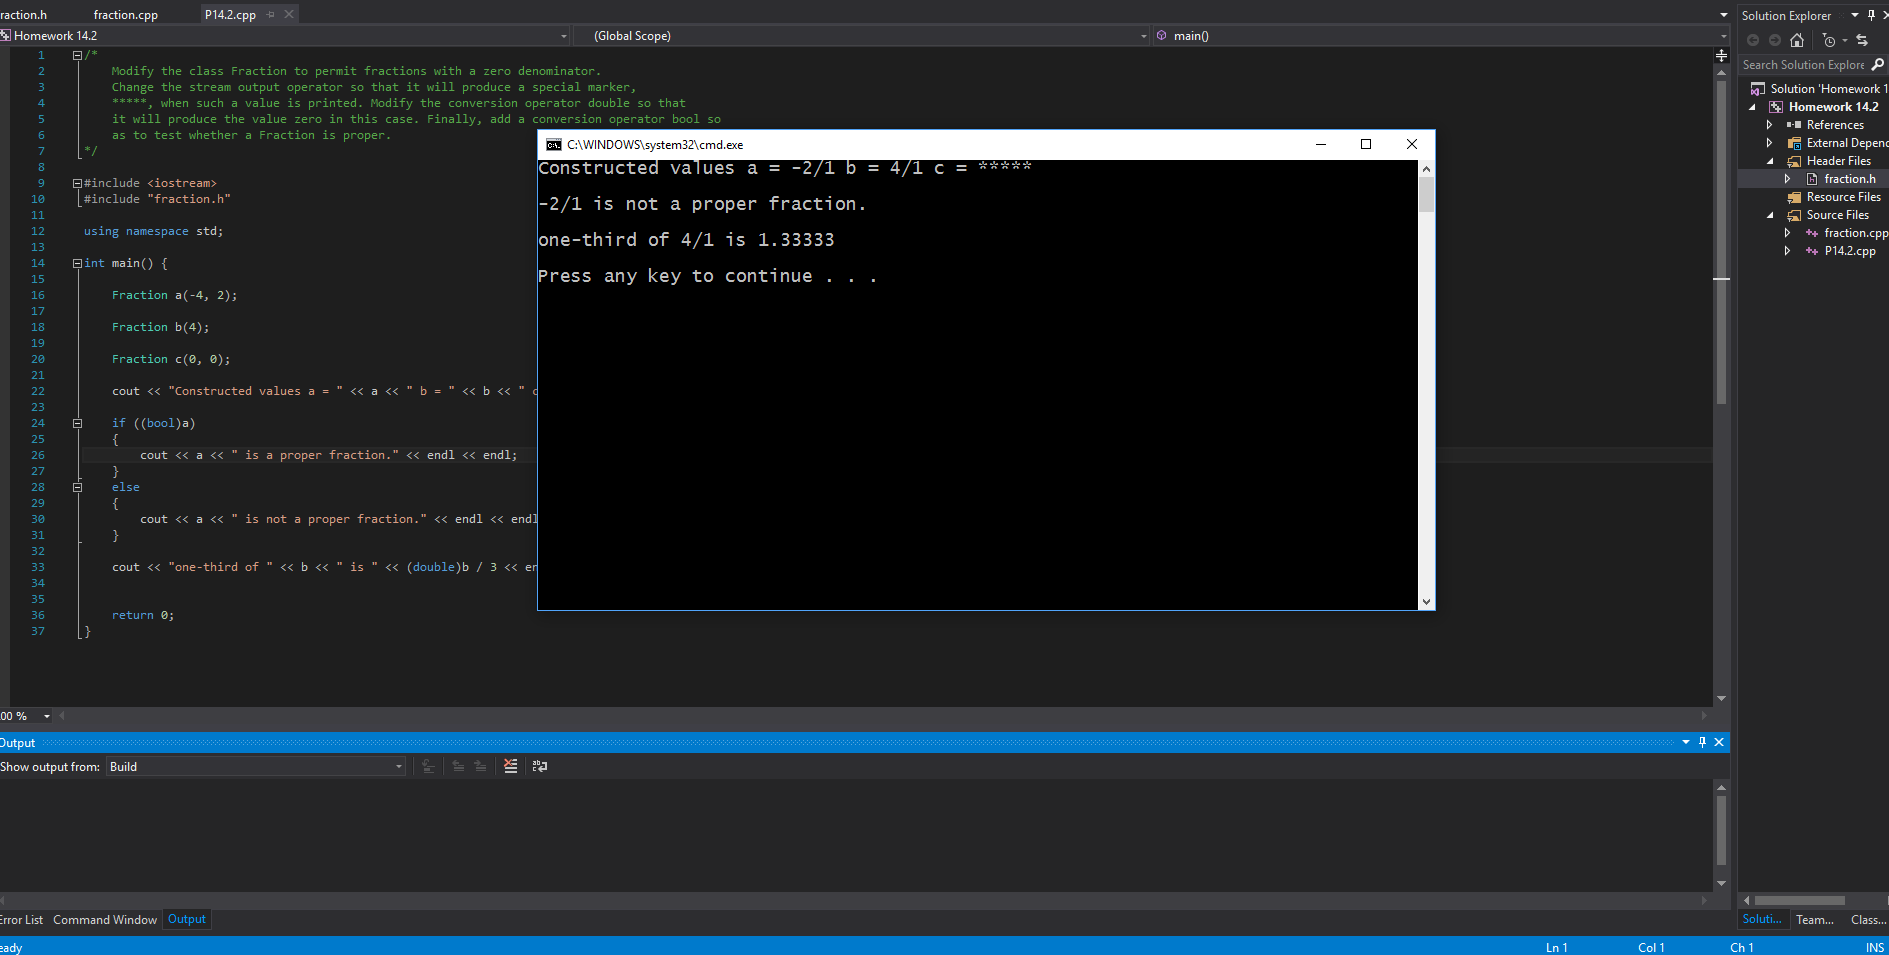 raction.h fraction.cpp P14.2.cpp
Homework 14.2 (Global Scope) main()
1 /*
2 Modify the class Fraction to permit fractions with a zero denominator.
3 Change the stream output operator so that it will produce a special marker,
4 *****, when such a value is printed. Modify the conversion operator double so that
5 it will produce the value zero in this case. Finally, add a conversion operator bool so
6 as to test whether a Fraction is proper.
7 */
8
9 #include <iostream>
10 #include "fraction.h"
11
12 using namespace std;
13
14 int main() {
15
16 Fraction a(-4, 2);
17
18 Fraction b(4);
19
20 Fraction c(0, 0);
21
22 cout << "Constructed values a = " << a << " b = " << b << " c
23
24 if ((bool)a)
25 {
26 cout << a << " is a proper fraction." << endl << endl;
27 }
28 else
29 {
30 cout << a << " is not a proper fraction." << endl << endl
31 }
32
33 cout << "one-third of " << b << " is " << (double)b / 3 << en
34
35
36 return 0;
37 }
C:\WINDOWS\system32\cmd.exe
Constructed values a = -2/1 b = 4/1 c = *****
-2/1 is not a proper fraction.
one-third of 4/1 is 1.33333
Press any key to continue . . .
Solution Explorer
Search Solution Explore
Solution 'Homework 1
Homework 14.2
References
External Depend
Header Files
fraction.h
Resource Files
Source Files
fraction.cpp
P14.2.cpp
00 %
Output
Show output from: Build
Error List Command Window Output
Soluti... Team... Class...
eady Ln 1 Col 1 Ch 1 INS